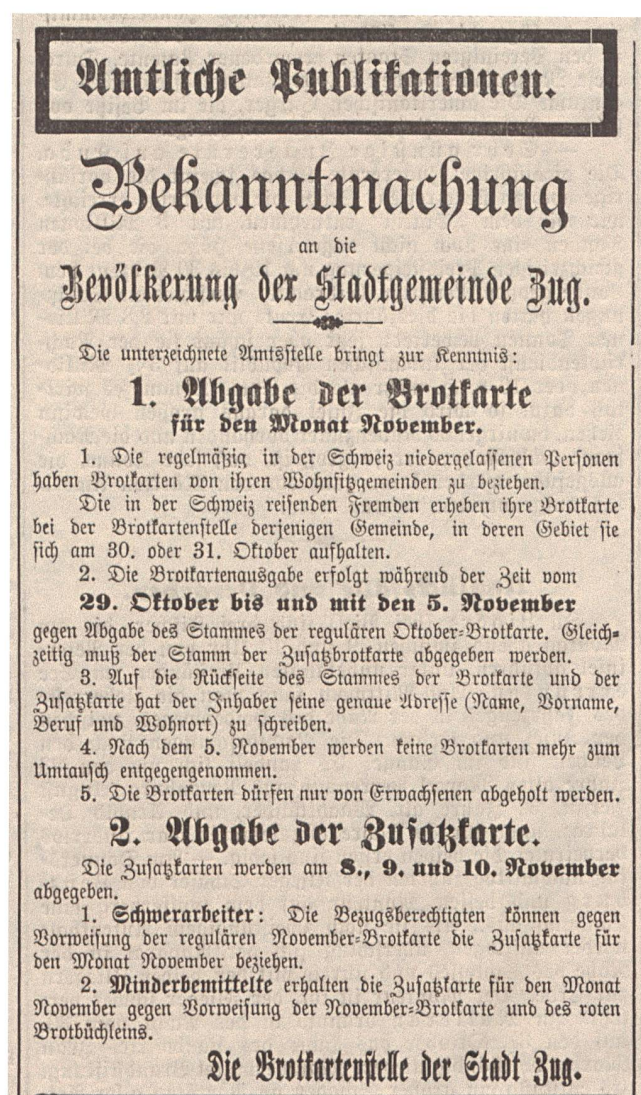 Amtliche Publikationen.
Bekanntmachung
an die
Bevölkerung der Stadtgemeinde Zug.
Die unterzeichnete Amtsstelle bringt zur Kenntnis:
1. Abgabe der Brotkarte
für den Monat November.
1. Die regelmäßig in der Schweiz niedergelassenen Personen
haben Brotkarten von ihren Wohnsitzgemeinden zu beziehen.
Die in der Schweiz reisenden Fremden erheben ihre Brotkarte
bei der Brotkartenstelle derjenigen Gemeinde, in deren Gebiet sie
sich am 30. oder 31. Oktober aufhalten.
2. Die Brotkartenausgabe erfolgt während der Zeit vom
29. Oktober bis und mit den 5. November
gegen Abgabe des Stammes der regulären Oktober-Brotkarte. Gleich-
zeitig muß der Stamm der Zusatzbrotkarte abgegeben werden.
3. Auf die Rückseite des Stammes der Brotkarte und der
Zusatzkarte hat der Inhaber seine genaue Adresse (Name, Vorname,
Beruf und Wohnort) zu schreiben.
4. Nach dem 5. November werden keine Brotkarten mehr zum
Umtausch entgegengenommen.
5. Die Brotkarten dürfen nur von Erwachsenen abgeholt werden.
2. Abgabe der Zusatzkarte.
Die Zusatzkarten werden am 8., 9. und 10. November
abgegeben.
1. Schwerarbeiter: Die Bezugsberechtigten können gegen
Vorweisung der regulären November-Brotkarte die Zusatzkarte für
den Monat November beziehen.
2. Minderbemittelte erhalten die Zusatzkarte für den Monat
November gegen Vorweisung der November-Brotkarte und des roten
Brotbüchleins.
Die Brotkartenstelle der Stadt Zug.